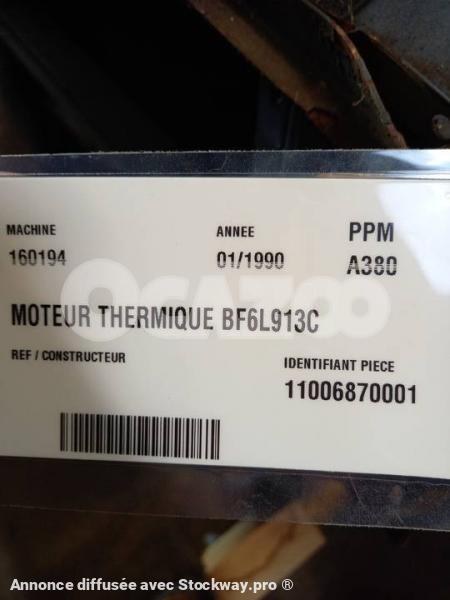 MACHINE ANNEE PPM
160194 01/1990 A380
OCAZOO
MOTEUR THERMIQUE BF6L913C
REF / CONSTRUCTEUR IDENTIFIANT PIECE
11006870001
Annonce diffusée avec Stockway.pro ®